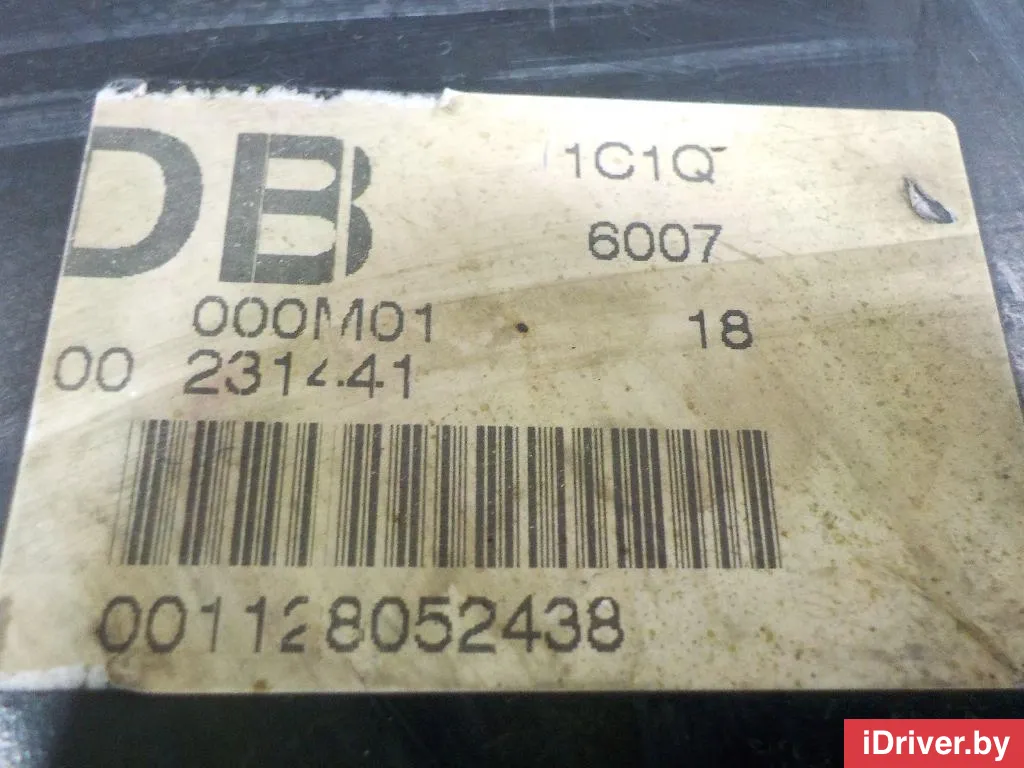 DB
1C1Q
6007
000M01 18
00 231441
001128052438
iDriver.by